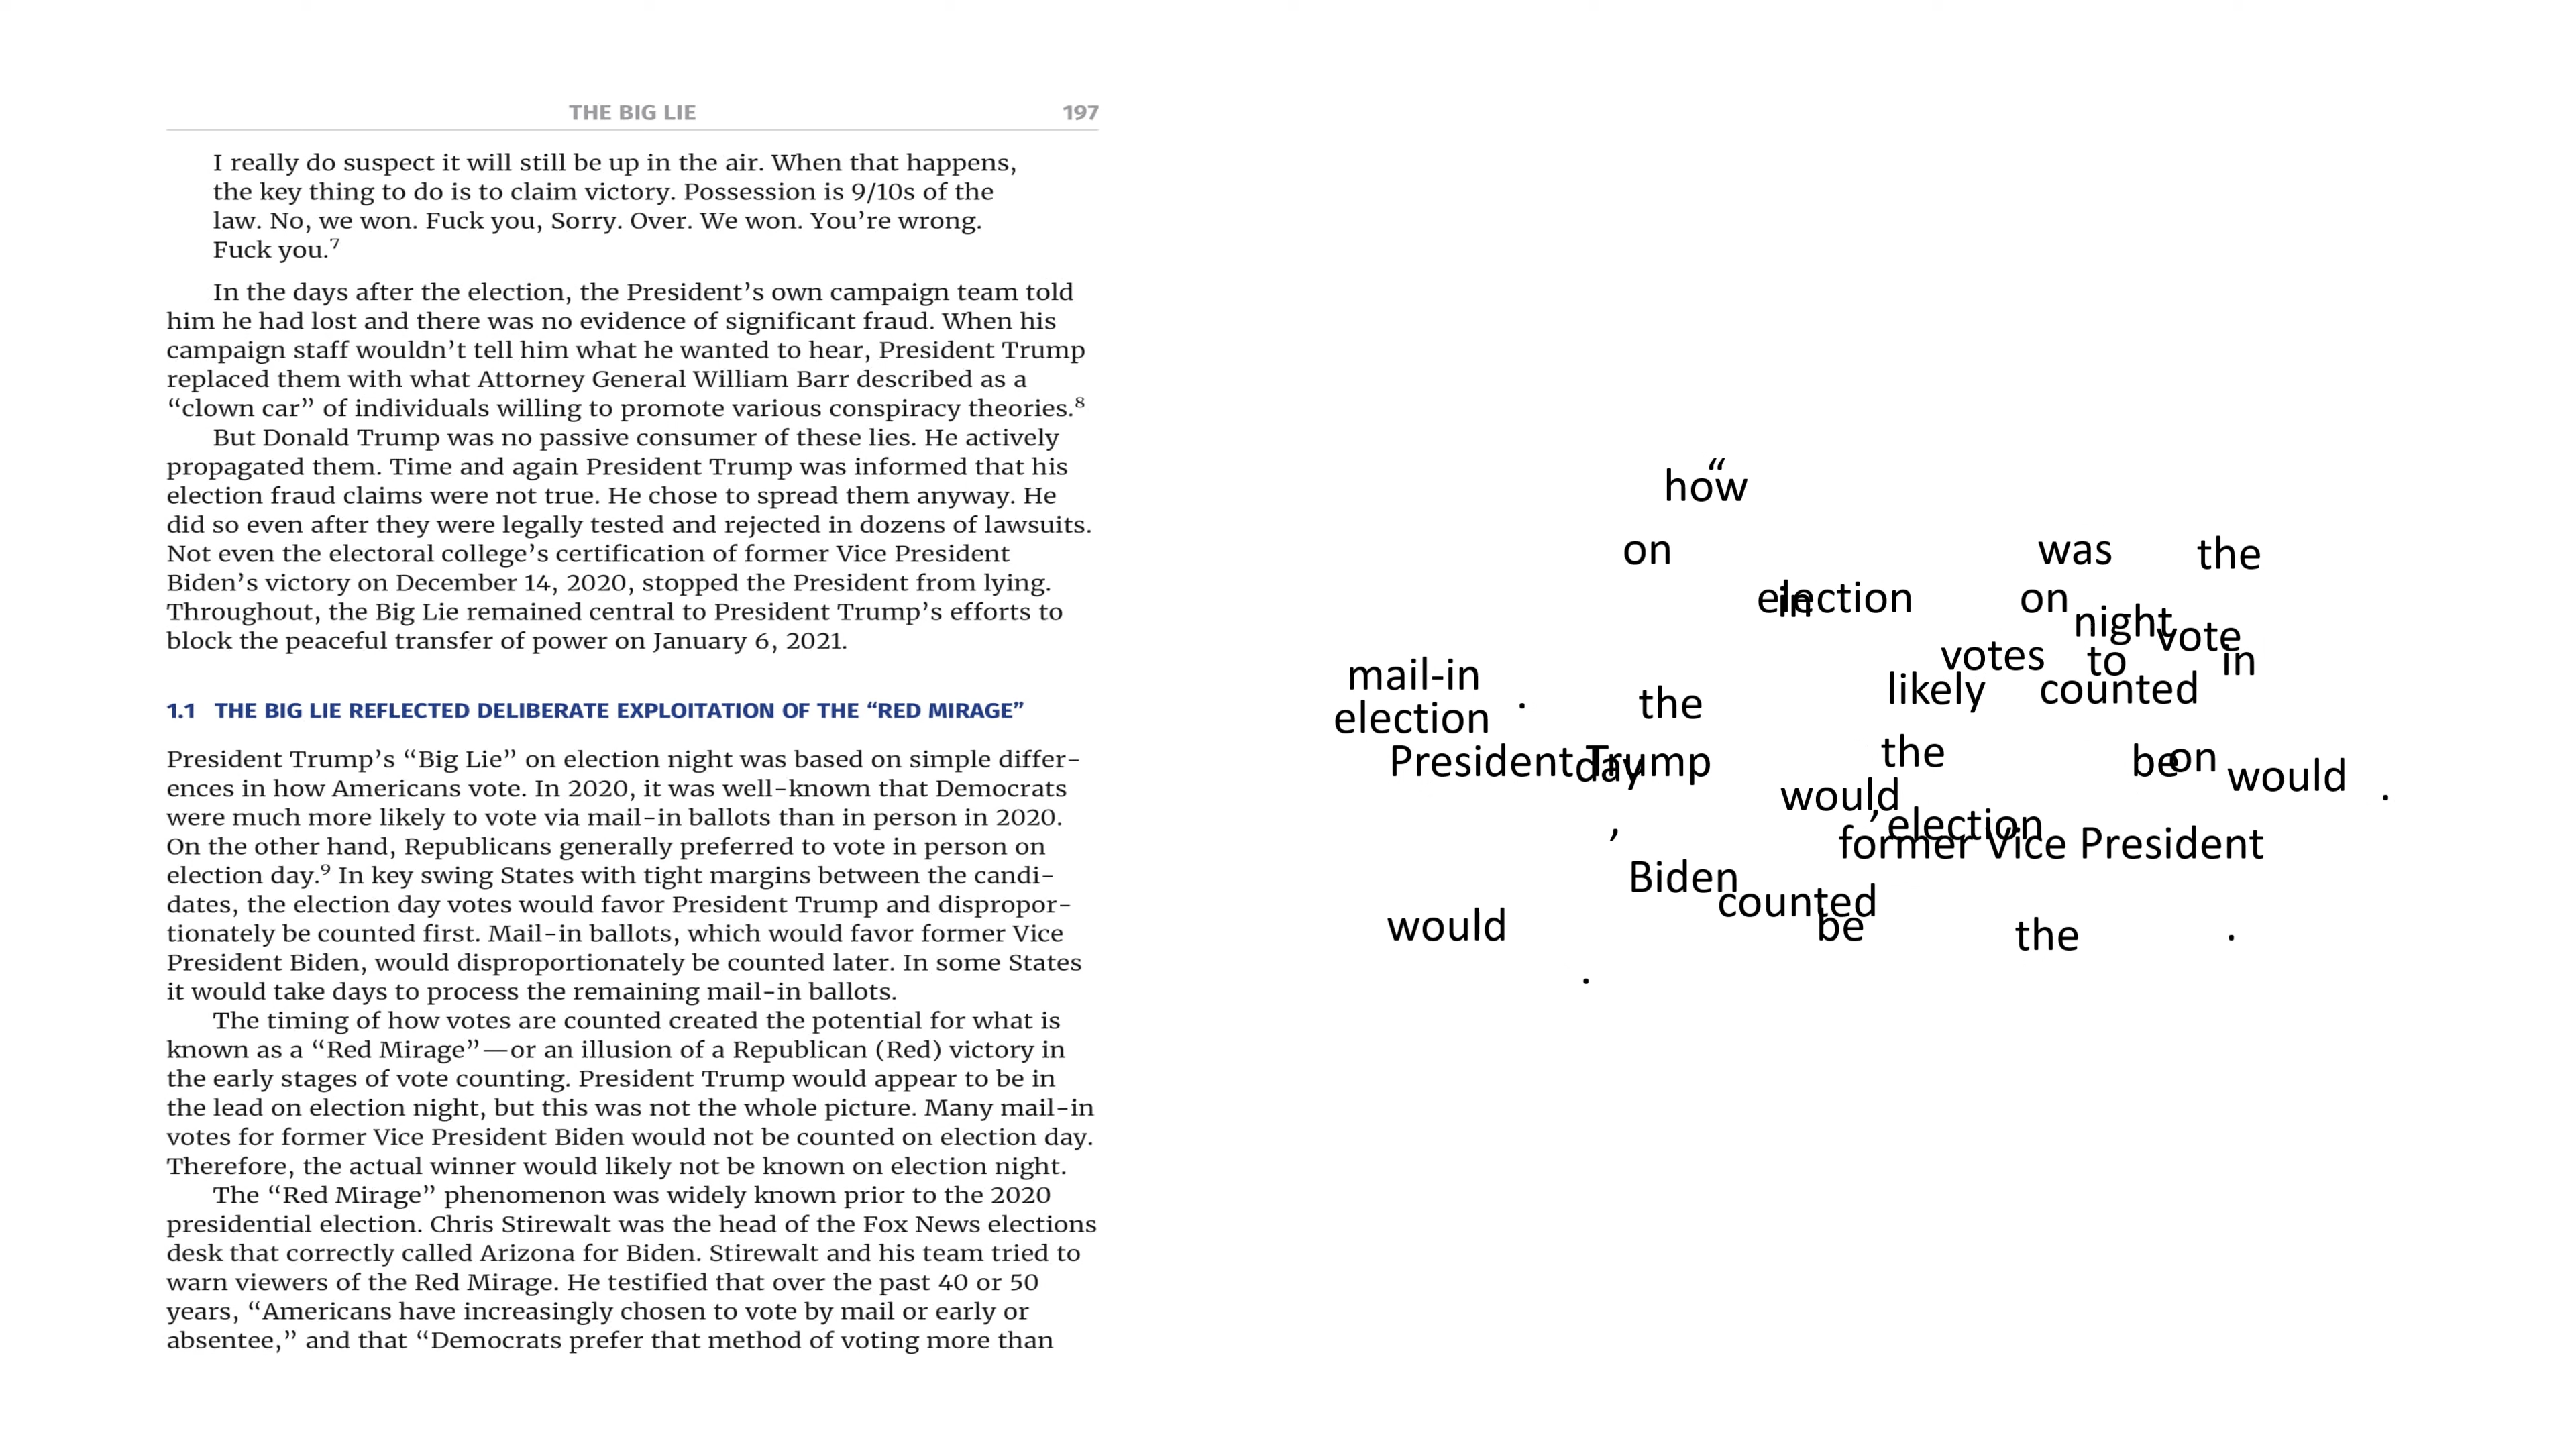 THE BIG LIE 197
I really do suspect it will still be up in the air. When that happens,
the key thing to do is to claim victory. Possession is 9/10s of the
law. No, we won. Fuck you, Sorry. Over. We won. You’re wrong.
Fuck you.⁷
In the days after the election, the President’s own campaign team told
him he had lost and there was no evidence of significant fraud. When his
campaign staff wouldn’t tell him what he wanted to hear, President Trump
replaced them with what Attorney General William Barr described as a
“clown car” of individuals willing to promote various conspiracy theories.⁸
But Donald Trump was no passive consumer of these lies. He actively
propagated them. Time and again President Trump was informed that his
election fraud claims were not true. He chose to spread them anyway. He
did so even after they were legally tested and rejected in dozens of lawsuits.
Not even the electoral college’s certification of former Vice President
Biden’s victory on December 14, 2020, stopped the President from lying.
Throughout, the Big Lie remained central to President Trump’s efforts to
block the peaceful transfer of power on January 6, 2021.
1.1 THE BIG LIE REFLECTED DELIBERATE EXPLOITATION OF THE “RED MIRAGE”
President Trump’s “Big Lie” on election night was based on simple differ-
ences in how Americans vote. In 2020, it was well-known that Democrats
were much more likely to vote via mail-in ballots than in person in 2020.
On the other hand, Republicans generally preferred to vote in person on
election day.⁹ In key swing States with tight margins between the candi-
dates, the election day votes would favor President Trump and dispropor-
tionately be counted first. Mail-in ballots, which would favor former Vice
President Biden, would disproportionately be counted later. In some States
it would take days to process the remaining mail-in ballots.
The timing of how votes are counted created the potential for what is
known as a “Red Mirage”—or an illusion of a Republican (Red) victory in
the early stages of vote counting. President Trump would appear to be in
the lead on election night, but this was not the whole picture. Many mail-in
votes for former Vice President Biden would not be counted on election day.
Therefore, the actual winner would likely not be known on election night.
The “Red Mirage” phenomenon was widely known prior to the 2020
presidential election. Chris Stirewalt was the head of the Fox News elections
desk that correctly called Arizona for Biden. Stirewalt and his team tried to
warn viewers of the Red Mirage. He testified that over the past 40 or 50
years, “Americans have increasingly chosen to vote by mail or early or
absentee,” and that “Democrats prefer that method of voting more than
“
how
on was the
election in on
night vote
votes to in
mail-in likely counted
election . the
President Trump day the be on would
would .
, , election
former Vice President
Biden
counted
would be the .
.